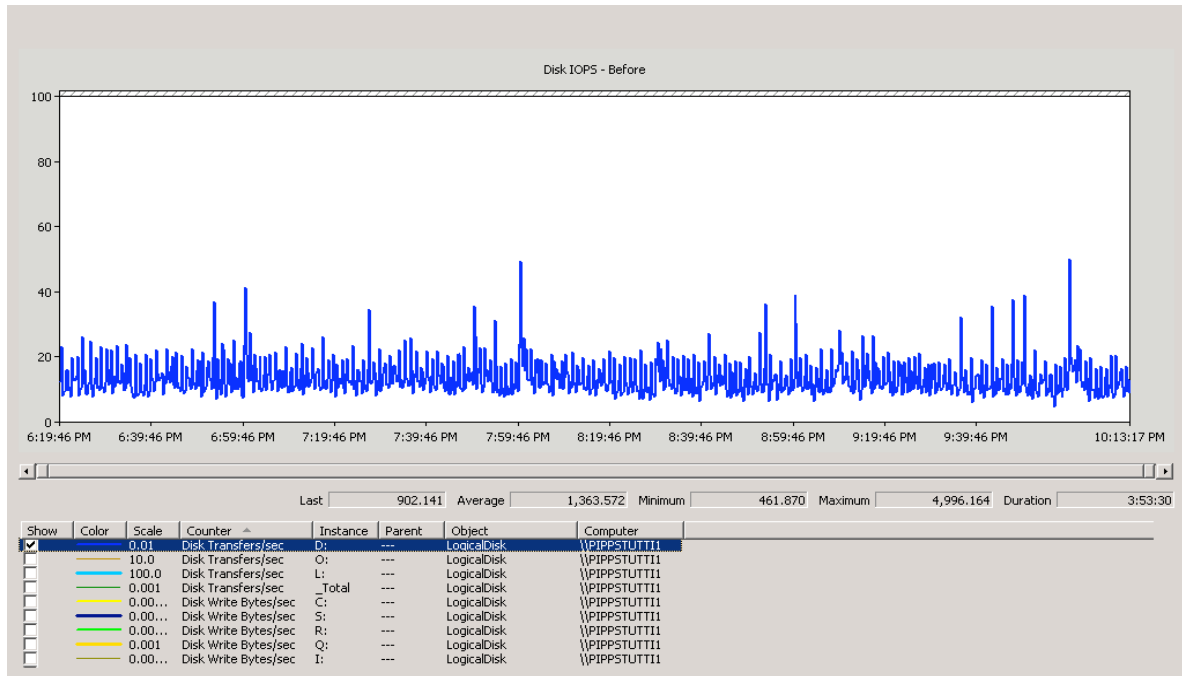 Disk IOPS - Before
100
80
60
40
20
0
6:19:46 PM 6:39:46 PM 6:59:46 PM 7:19:46 PM 7:39:46 PM 7:59:46 PM 8:19:46 PM 8:39:46 PM 8:59:46 PM 9:19:46 PM 9:39:46 PM 10:13:17 PM
Last 902.141 Average 1,363.572 Minimum 461.870 Maximum 4,996.164 Duration 3:53:30
Show Color Scale Counter Instance Parent Object Computer
0.01 Disk Transfers/sec D: --- LogicalDisk \\PIPPSTUTTI1
10.0 Disk Transfers/sec O: --- LogicalDisk \\PIPPSTUTTI1
100.0 Disk Transfers/sec L: --- LogicalDisk \\PIPPSTUTTI1
0.001 Disk Transfers/sec _Total --- LogicalDisk \\PIPPSTUTTI1
0.00... Disk Write Bytes/sec C: --- LogicalDisk \\PIPPSTUTTI1
0.00... Disk Write Bytes/sec S: --- LogicalDisk \\PIPPSTUTTI1
0.00... Disk Write Bytes/sec R: --- LogicalDisk \\PIPPSTUTTI1
0.001 Disk Write Bytes/sec Q: --- LogicalDisk \\PIPPSTUTTI1
0.00... Disk Write Bytes/sec I: --- LogicalDisk \\PIPPSTUTTI1